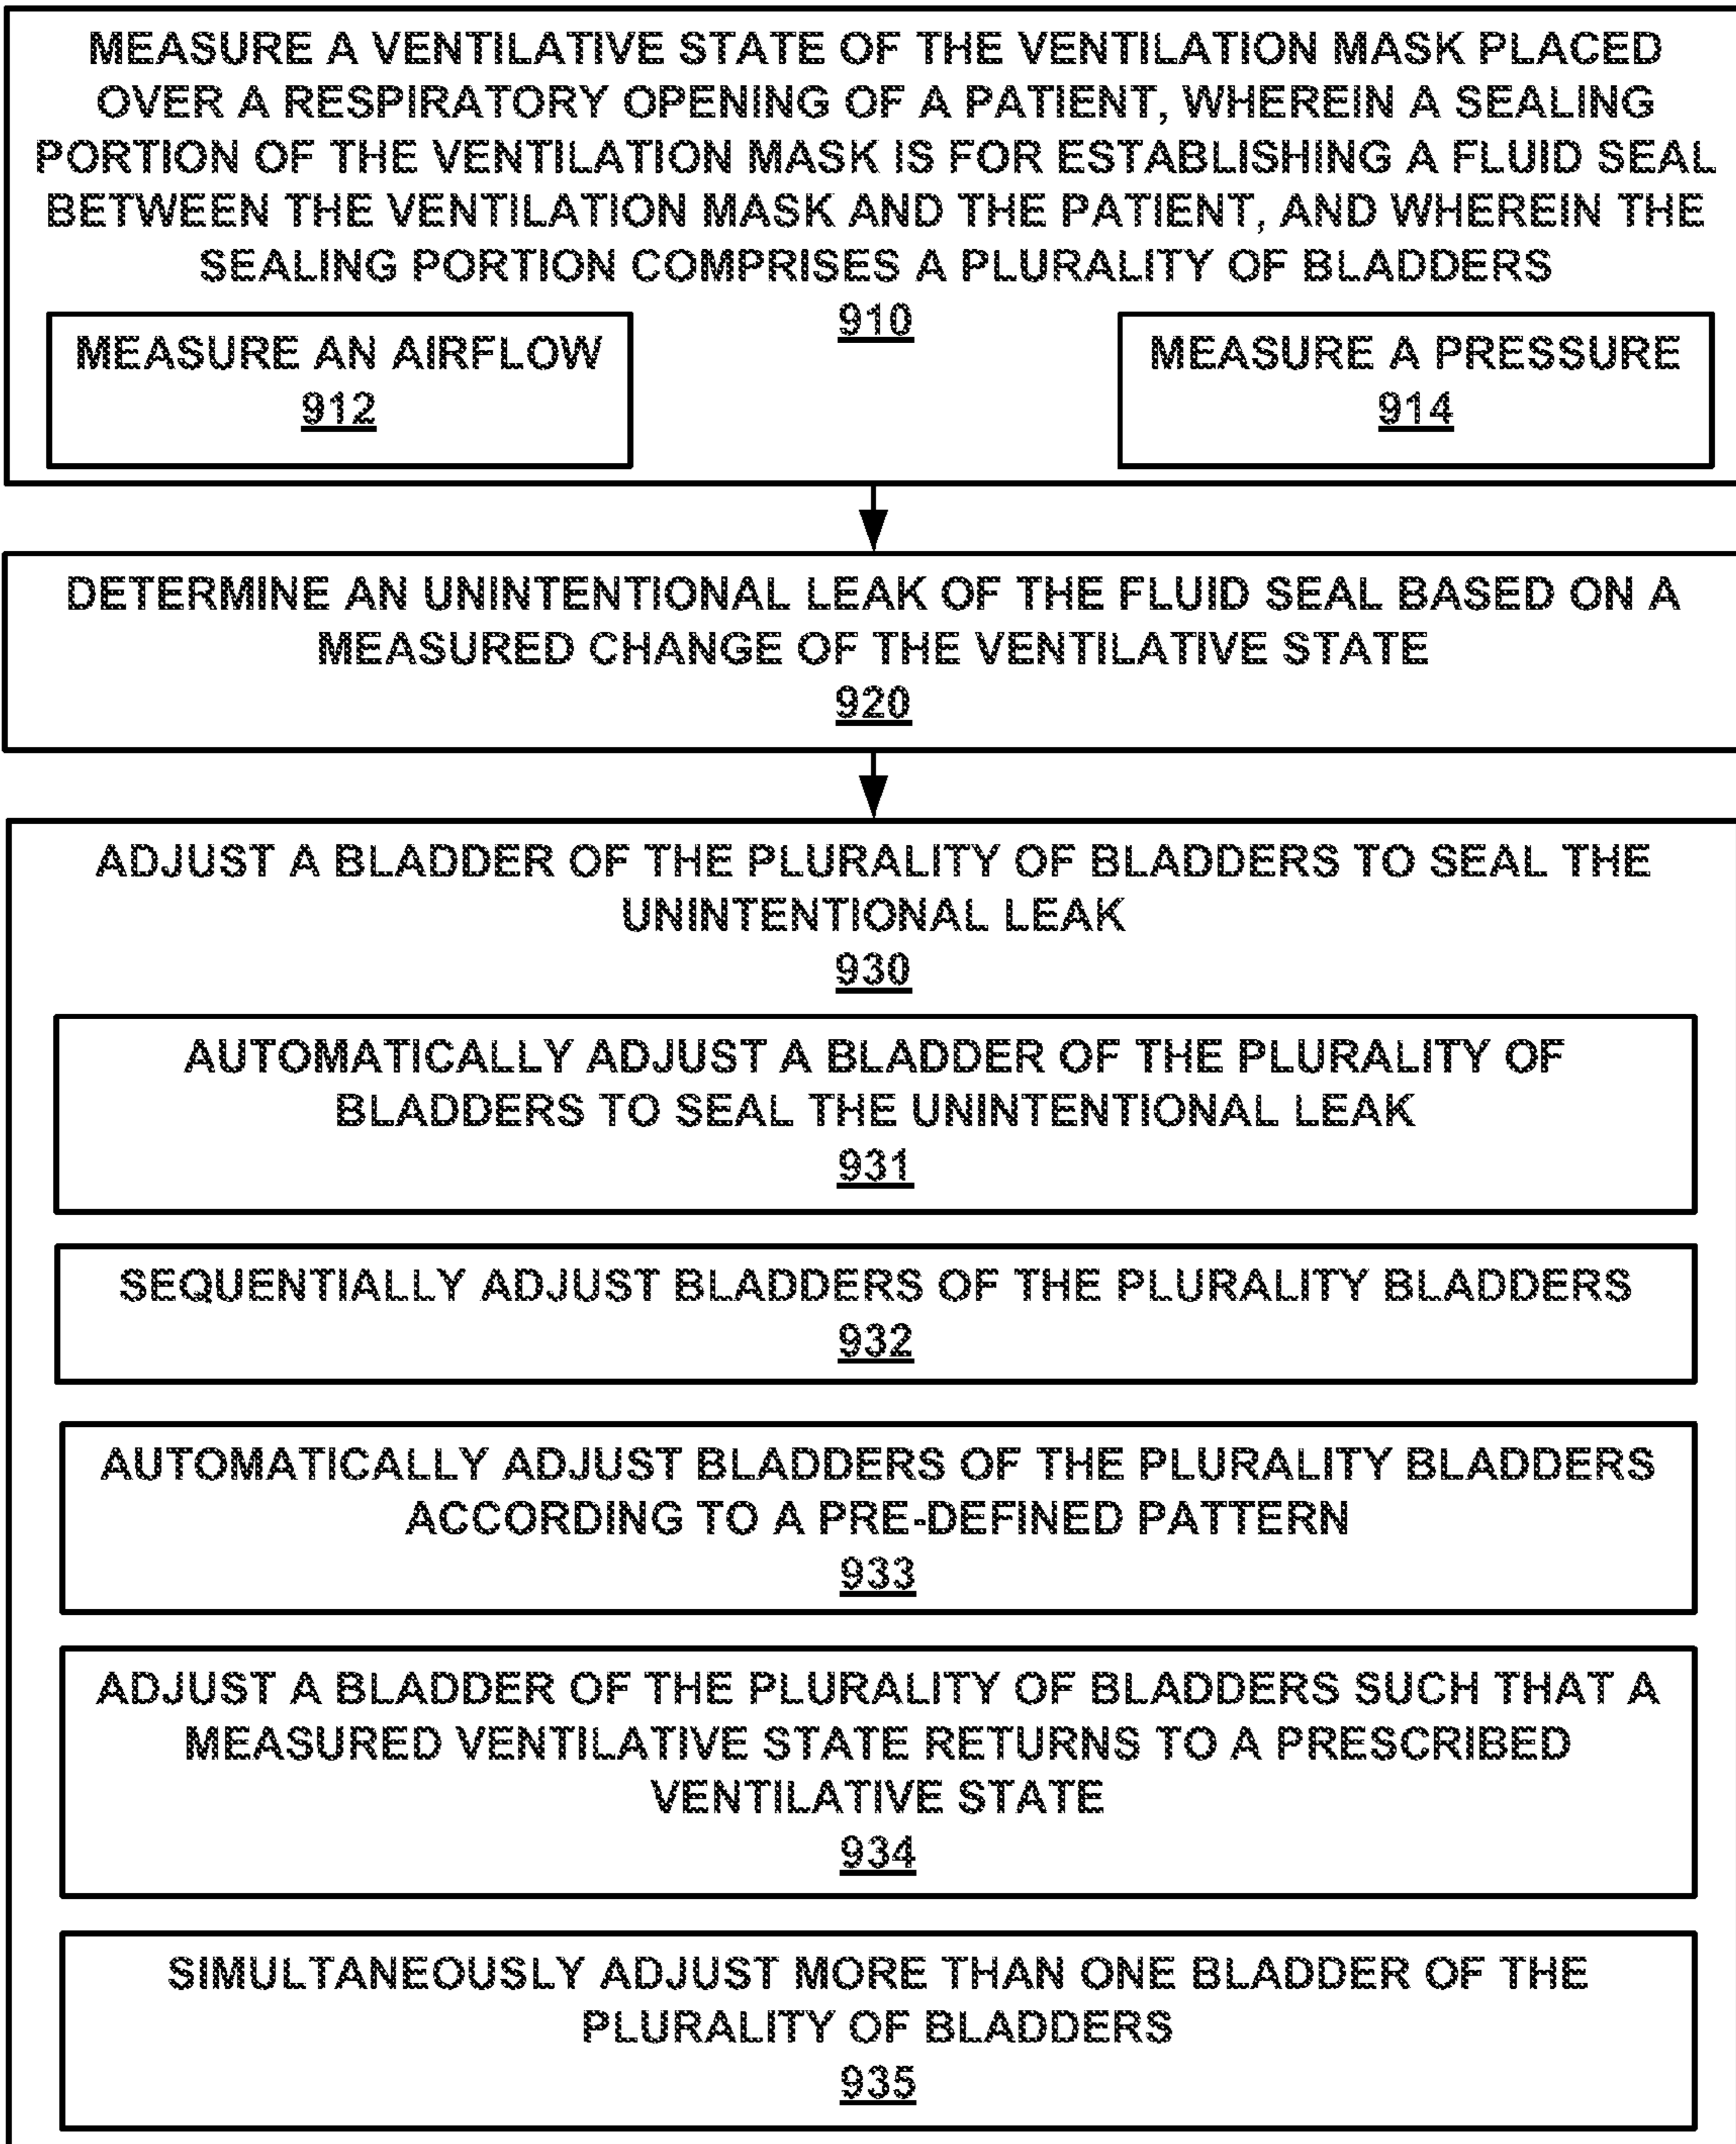 MEASURE A VENTILATIVE STATE OF THE VENTILATION MASK PLACED
OVER A RESPIRATORY OPENING OF A PATIENT, WHEREIN A SEALING
PORTION OF THE VENTILATION MASK IS FOR ESTABLISHING A FLUID SEAL
BETWEEN THE VENTILATION MASK AND THE PATIENT, AND WHEREIN THE
SEALING PORTION COMPRISES A PLURALITY OF BLADDERS
910
MEASURE AN AIRFLOW
912
MEASURE A PRESSURE
914
DETERMINE AN UNINTENTIONAL LEAK OF THE FLUID SEAL BASED ON A
MEASURED CHANGE OF THE VENTILATIVE STATE
920
ADJUST A BLADDER OF THE PLURALITY OF BLADDERS TO SEAL THE
UNINTENTIONAL LEAK
930
AUTOMATICALLY ADJUST A BLADDER OF THE PLURALITY OF
BLADDERS TO SEAL THE UNINTENTIONAL LEAK
931
SEQUENTIALLY ADJUST BLADDERS OF THE PLURALITY BLADDERS
932
AUTOMATICALLY ADJUST BLADDERS OF THE PLURALITY BLADDERS
ACCORDING TO A PRE-DEFINED PATTERN
933
ADJUST A BLADDER OF THE PLURALITY OF BLADDERS SUCH THAT A
MEASURED VENTILATIVE STATE RETURNS TO A PRESCRIBED
VENTILATIVE STATE
934
SIMULTANEOUSLY ADJUST MORE THAN ONE BLADDER OF THE
PLURALITY OF BLADDERS
935